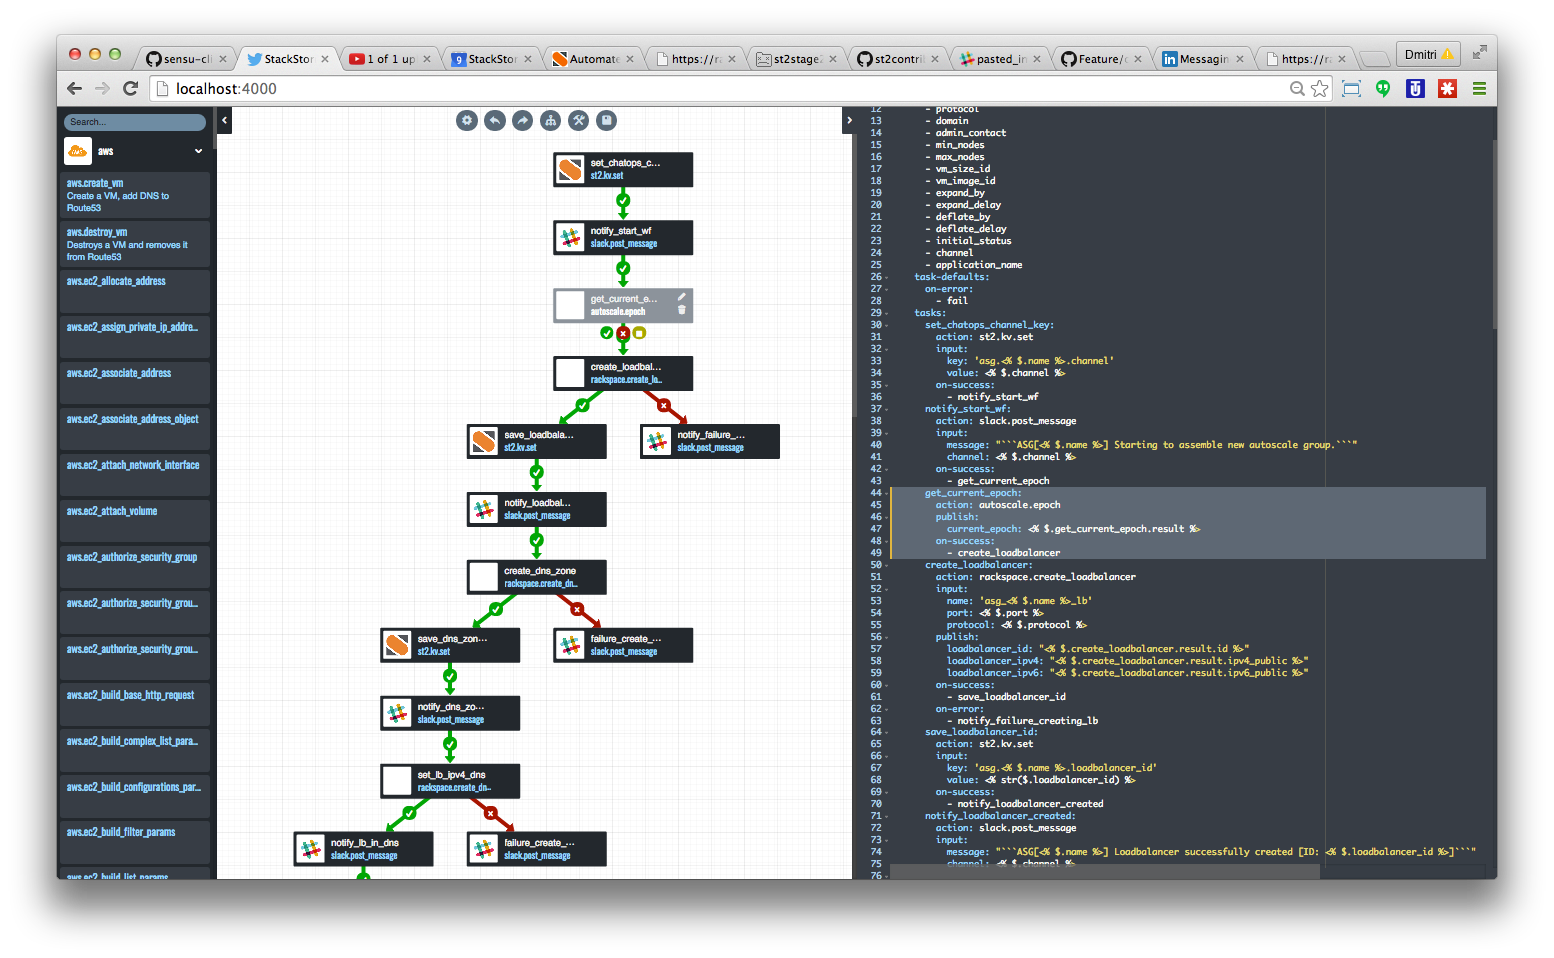 sensu-cli
StackStor
1 of 1 up
StackStor
Automate
https://ra
st2stage2
st2contri
pasted_im
Feature/c
Messagin
https://ra
Dmitri
localhost:4000
Search...
aws
aws.create_vm
Create a VM, add DNS to
Route53
aws.destroy_vm
Destroys a VM and removes it
from Route53
aws.ec2_allocate_address
aws.ec2_assign_private_ip_addre...
aws.ec2_associate_address
aws.ec2_associate_address_object
aws.ec2_attach_network_interface
aws.ec2_attach_volume
aws.ec2_authorize_security_group
aws.ec2_authorize_security_grou...
aws.ec2_authorize_security_grou...
aws.ec2_build_base_http_request
aws.ec2_build_complex_list_para...
aws.ec2_build_configurations_par...
aws.ec2_build_filter_params
aws.ec2_build_list_params
set_chatops_c...
st2.kv.set
notify_start_wf
slack.post_message
get_current_e...
autoscale.epoch
create_loadbal...
rackspace.create_lo...
save_loadbala...
st2.kv.set
notify_failure_...
slack.post_message
notify_loadbal...
slack.post_message
create_dns_zone
rackspace.create_dn...
save_dns_zon...
st2.kv.set
failure_create_...
slack.post_message
notify_dns_zo...
slack.post_message
set_lb_ipv4_dns
rackspace.create_dn...
notify_lb_in_dns
slack.post_message
failure_create_...
slack.post_message
12 - protocol
13 - domain
14 - admin_contact
15 - min_nodes
16 - max_nodes
17 - vm_size_id
18 - vm_image_id
19 - expand_by
20 - expand_delay
21 - deflate_by
22 - deflate_delay
23 - initial_status
24 - channel
25 - application_name
26 task-defaults:
27 on-error:
28 - fail
29 tasks:
30 set_chatops_channel_key:
31 action: st2.kv.set
32 input:
33 key: 'asg.<% $.name %>.channel'
34 value: <% $.channel %>
35 on-success:
36 - notify_start_wf
37 notify_start_wf:
38 action: slack.post_message
39 input:
40 message: "```ASG[<% $.name %>] Starting to assemble new autoscale group.```"
41 channel: <% $.channel %>
42 on-success:
43 - get_current_epoch
44 get_current_epoch:
45 action: autoscale.epoch
46 publish:
47 current_epoch: <% $.get_current_epoch.result %>
48 on-success:
49 - create_loadbalancer
50 create_loadbalancer:
51 action: rackspace.create_loadbalancer
52 input:
53 name: 'asg_<% $.name %>_lb'
54 port: <% $.port %>
55 protocol: <% $.protocol %>
56 publish:
57 loadbalancer_id: "<% $.create_loadbalancer.result.id %>"
58 loadbalancer_ipv4: "<% $.create_loadbalancer.result.ipv4_public %>"
59 loadbalancer_ipv6: "<% $.create_loadbalancer.result.ipv6_public %>"
60 on-success:
61 - save_loadbalancer_id
62 on-error:
63 - notify_failure_creating_lb
64 save_loadbalancer_id:
65 action: st2.kv.set
66 input:
67 key: 'asg.<% $.name %>.loadbalancer_id'
68 value: <% str($.loadbalancer_id) %>
69 on-success:
70 - notify_loadbalancer_created
71 notify_loadbalancer_created:
72 action: slack.post_message
73 input:
74 message: "```ASG[<% $.name %>] Loadbalancer successfully created [ID: <% $.loadbalancer_id %>]```"
75 channel: <% $.channel %>
76